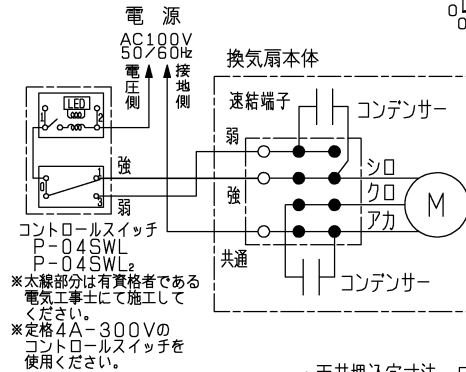 電源
AC100V
50/60Hz
電圧側
接地側
LED
1
2
0
1
3
強
弱
コントロールスイッチ
P-04SWL
P-04SWL₂
※太線部分は有資格者である
電気工事士にて施工して
ください。
※定格4A-300Vの
コントロールスイッチを
使用ください。
換気扇本体
速結端子
コンデンサー
弱
強
共通
シロ
クロ
アカ
M
コンデンサー